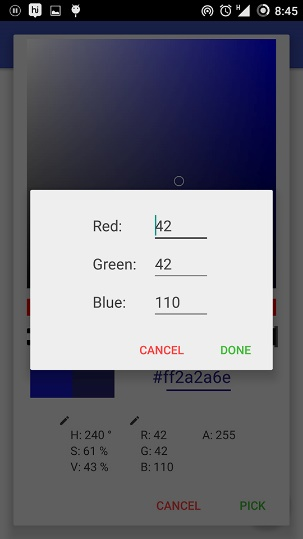 8:45
Red: 42
Green: 42
Blue: 110
CANCEL DONE
#ff2a2a6e
H: 240 ° R: 42 A: 255
S: 61 % G: 42
V: 43 % B: 110
CANCEL PICK